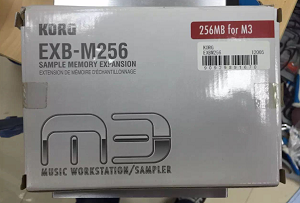 KORG
EXB-M256
SAMPLE MEMORY EXPANSION
EXTENSION DE MÉMOIRE D'ÉCHANTILLONNAGE
256MB for M3
KORG
EXBM256
M3
MUSIC WORKSTATION/SAMPLER